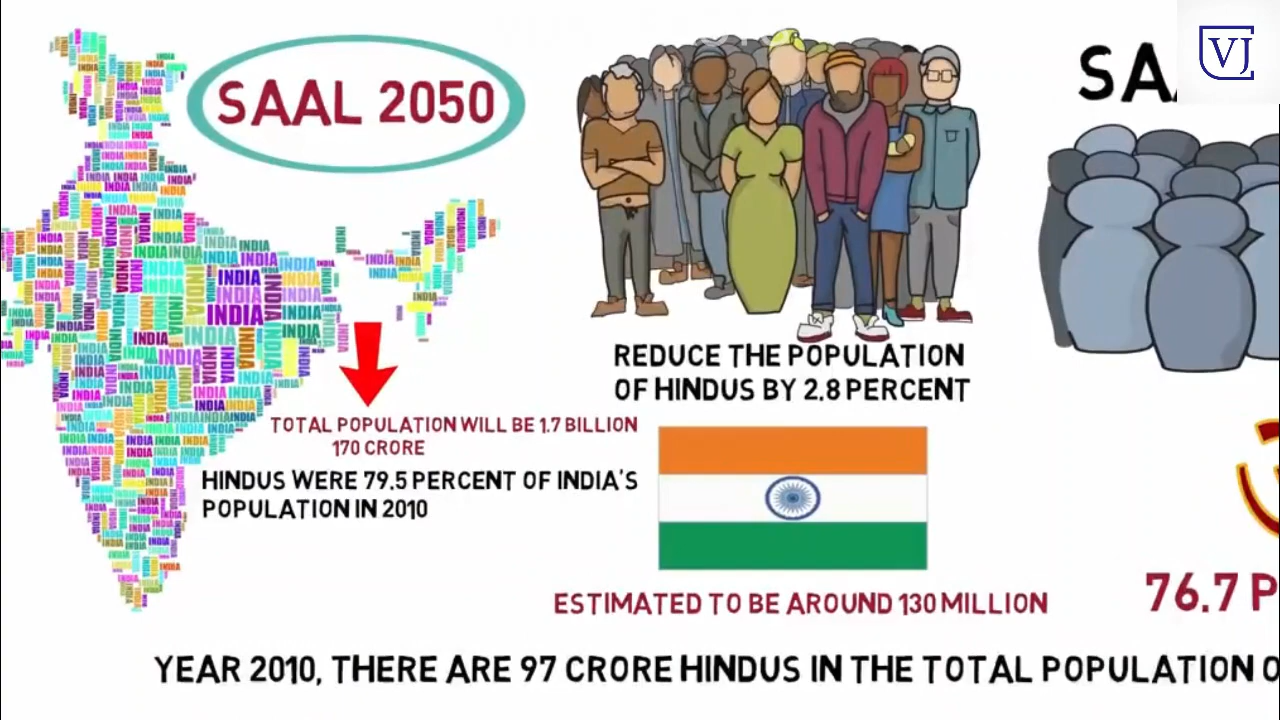 SAAL 2050
VJ
REDUCE THE POPULATION
OF HINDUS BY 2.8 PERCENT
TOTAL POPULATION WILL BE 1.7 BILLION
170 CRORE
HINDUS WERE 79.5 PERCENT OF INDIA'S
POPULATION IN 2010
ESTIMATED TO BE AROUND 130 MILLION
76.7 P
YEAR 2010, THERE ARE 97 CRORE HINDUS IN THE TOTAL POPULATION O